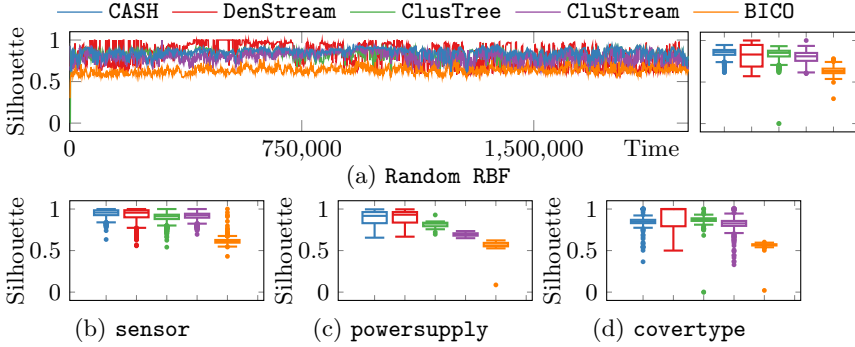 CASH DenStream ClusTree CluStream BICO
Silhouette
1
0.5
0
0 750,000 1,500,000 Time
(a) Random RBF
Silhouette
1
0.5
0
(b) sensor
Silhouette
1
0.5
0
(c) powersupply
Silhouette
1
0.5
0
(d) covertype